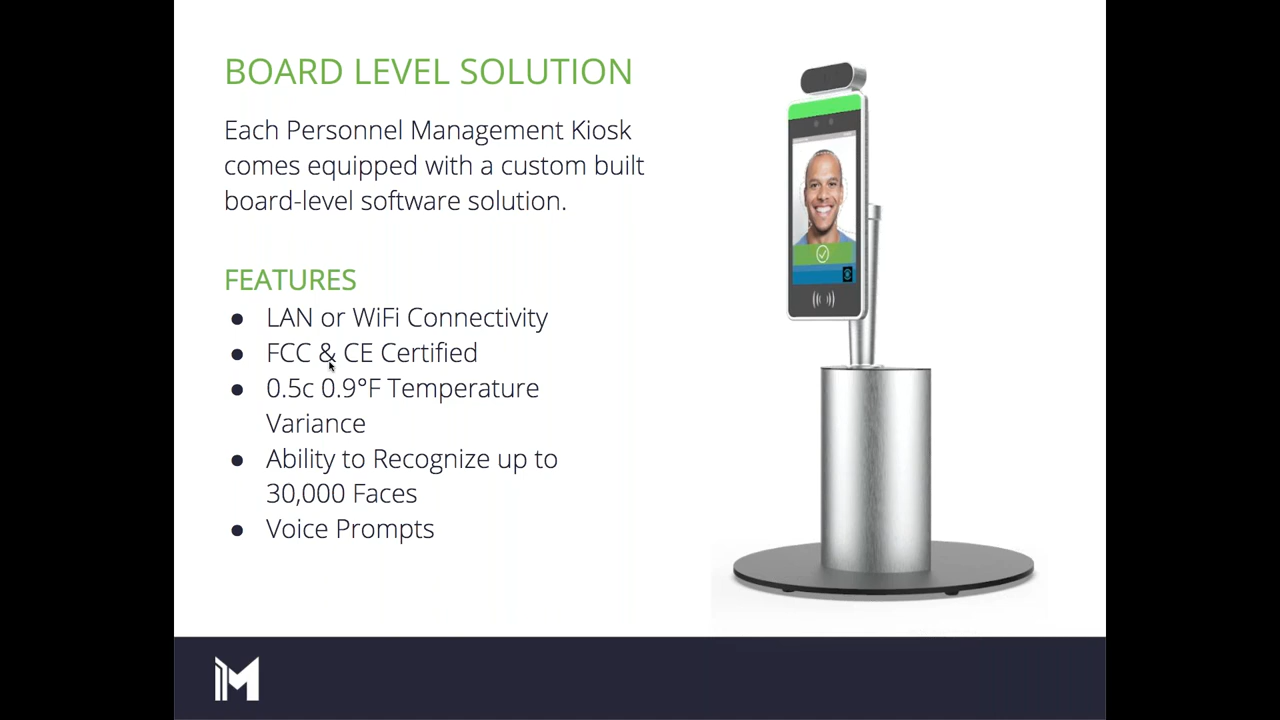 BOARD LEVEL SOLUTION
Each Personnel Management Kiosk
comes equipped with a custom built
board-level software solution.
FEATURES
● LAN or WiFi Connectivity
● FCC & CE Certified
● 0.5c 0.9°F Temperature
Variance
● Ability to Recognize up to
30,000 Faces
● Voice Prompts
M